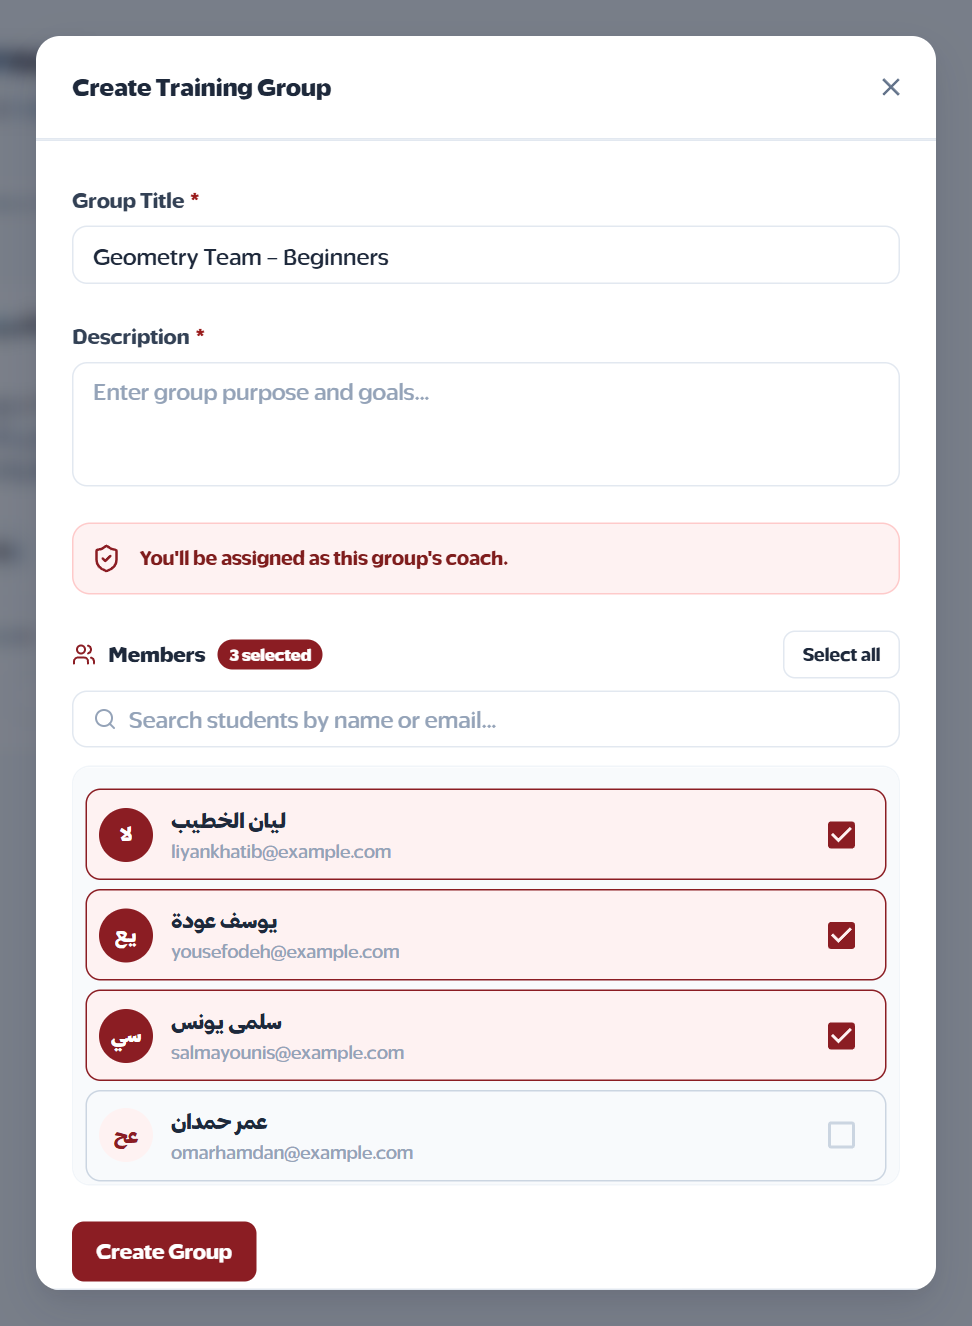 Create Training Group
Group Title *
Geometry Team – Beginners
Description *
Enter group purpose and goals...
You'll be assigned as this group's coach.
Members 3 selected Select all
Search students by name or email...
لا ليان الخطيب
liyankhatib@example.com
يع يوسف عودة
yousefodeh@example.com
سي سلمى يونس
salmayounis@example.com
عح عمر حمدان
omarhamdan@example.com
Create Group